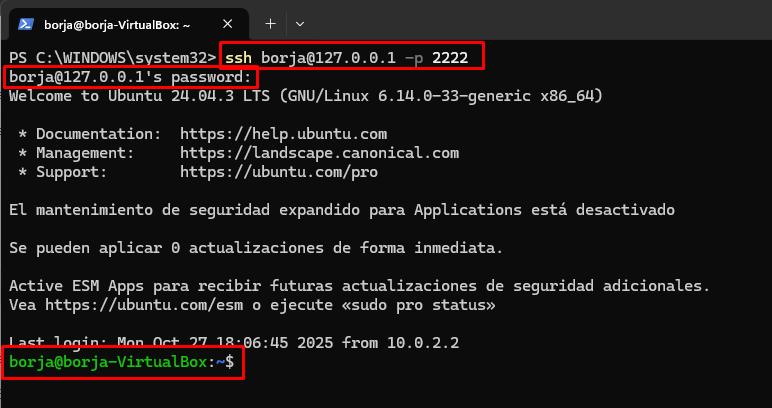 borja@borja-VirtualBox: ~
PS C:\WINDOWS\system32> ssh borja@127.0.0.1 -p 2222
borja@127.0.0.1's password:
Welcome to Ubuntu 24.04.3 LTS (GNU/Linux 6.14.0-33-generic x86_64)
* Documentation:  https://help.ubuntu.com
* Management:     https://landscape.canonical.com
* Support:        https://ubuntu.com/pro
El mantenimiento de seguridad expandido para Applications está desactivado
Se pueden aplicar 0 actualizaciones de forma inmediata.
Active ESM Apps para recibir futuras actualizaciones de seguridad adicionales.
Vea https://ubuntu.com/esm o ejecute «sudo pro status»
Last login: Mon Oct 27 18:06:45 2025 from 10.0.2.2
borja@borja-VirtualBox:~$